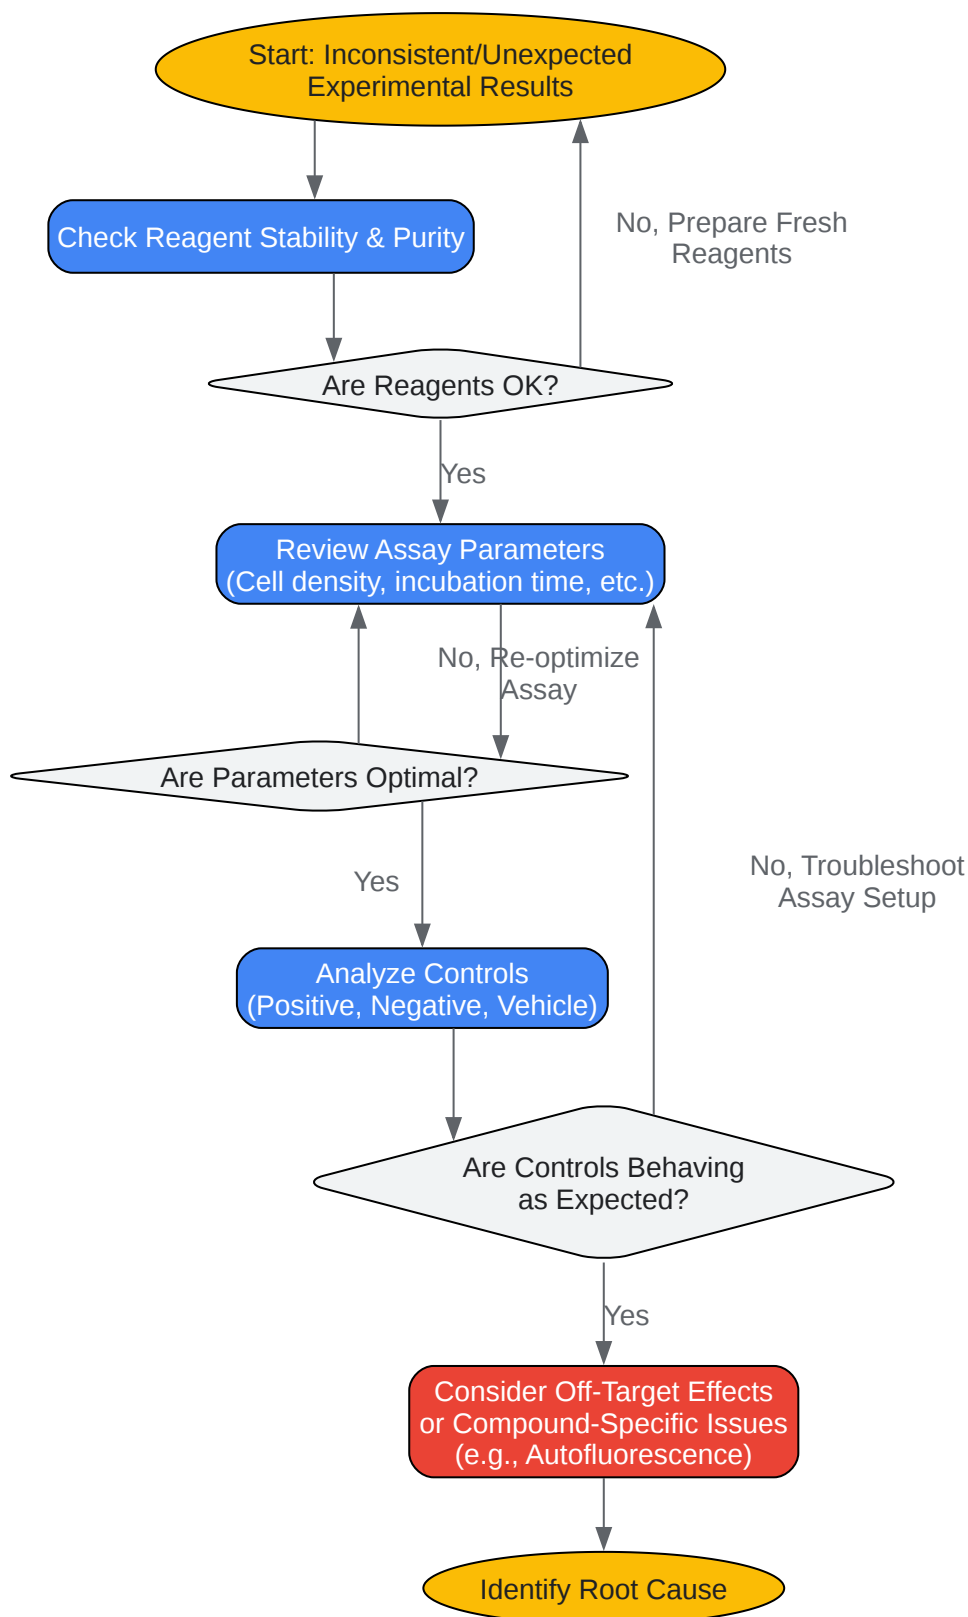 Start: Inconsistent/Unexpected
Experimental Results
Check Reagent Stability & Purity
No, Prepare Fresh
Reagents
Are Reagents OK?
Yes
Review Assay Parameters
(Cell density, incubation time, etc.)
No, Re-optimize
Assay
Are Parameters Optimal?
Yes
No, Troubleshoot
Assay Setup
Analyze Controls
(Positive, Negative, Vehicle)
Are Controls Behaving
as Expected?
Yes
Consider Off-Target Effects
or Compound-Specific Issues
(e.g., Autofluorescence)
Identify Root Cause